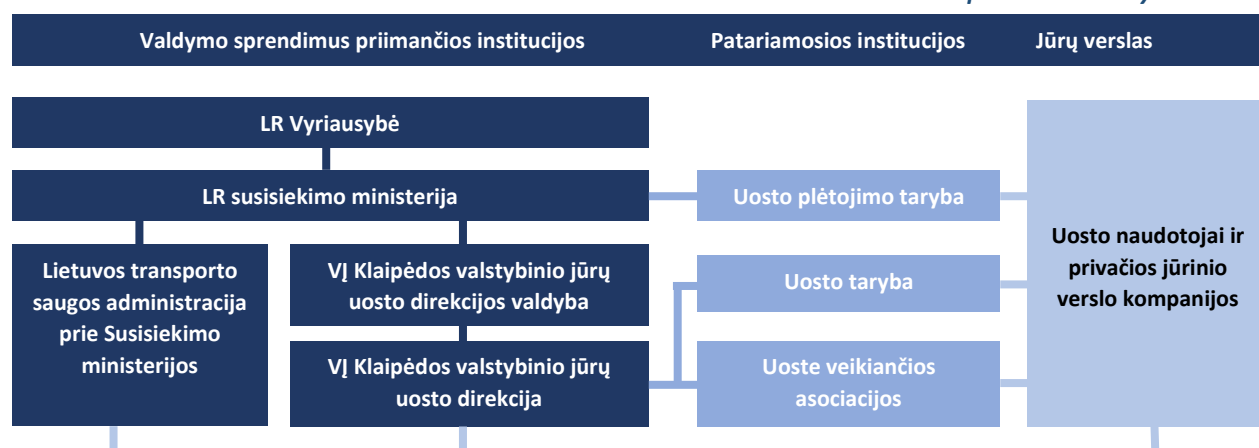 Valdymo sprendimus priimančios institucijos
Patariamosios institucijos
Jūrų verslas
LR Vyriausybė
LR susisiekimo ministerija
Uosto plėtojimo taryba
Lietuvos transporto
saugos administracija
prie Susisiekimo
ministerijos
VĮ Klaipėdos valstybinio jūrų
uosto direkcijos valdyba
Uosto taryba
VĮ Klaipėdos valstybinio jūrų
uosto direkcija
Uoste veikiančios
asociacijos
Uosto naudotojai ir
privačios jūrinio
verslo kompanijos